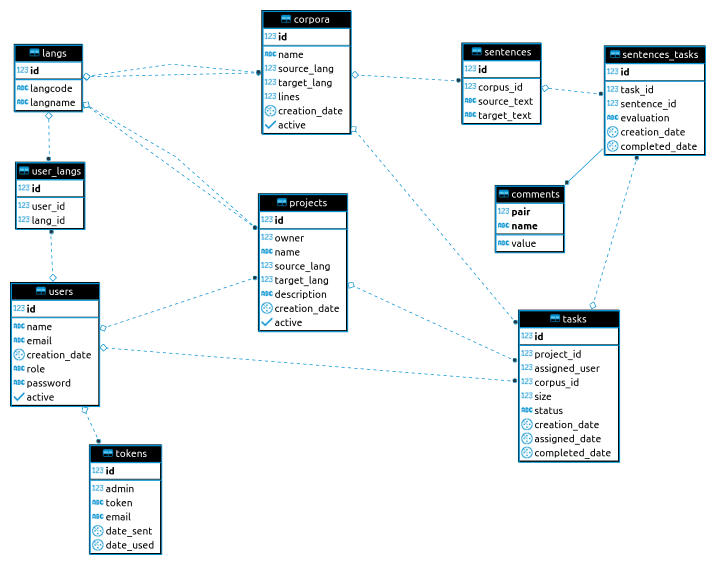 langs
123 id
ABC langcode
ABC langname
corpora
123 id
ABC name
123 source_lang
123 target_lang
123 lines
creation_date
active
sentences
123 id
123 corpus_id
ABC source_text
ABC target_text
sentences_tasks
123 id
123 task_id
123 sentence_id
ABC evaluation
creation_date
completed_date
user_langs
123 id
123 user_id
123 lang_id
projects
123 id
123 owner
ABC name
123 source_lang
123 target_lang
ABC description
creation_date
active
comments
123 pair
ABC name
ABC value
users
123 id
ABC name
ABC email
creation_date
ABC role
ABC password
active
tasks
123 id
123 project_id
123 assigned_user
123 corpus_id
123 size
ABC status
creation_date
assigned_date
completed_date
tokens
123 id
123 admin
ABC token
ABC email
date_sent
date_used